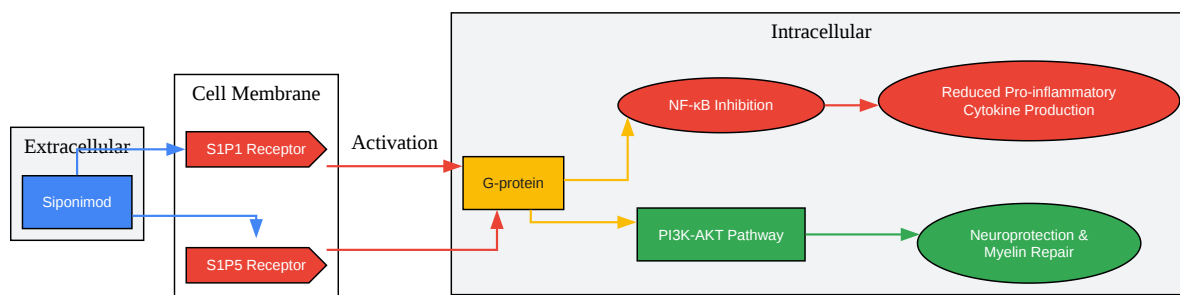 Extracellular
Siponimod
Cell Membrane
S1P1 Receptor
S1P5 Receptor
Activation
Intracellular
G-protein
NF-κB Inhibition
Reduced Pro-inflammatory
Cytokine Production
PI3K-AKT Pathway
Neuroprotection &
Myelin Repair